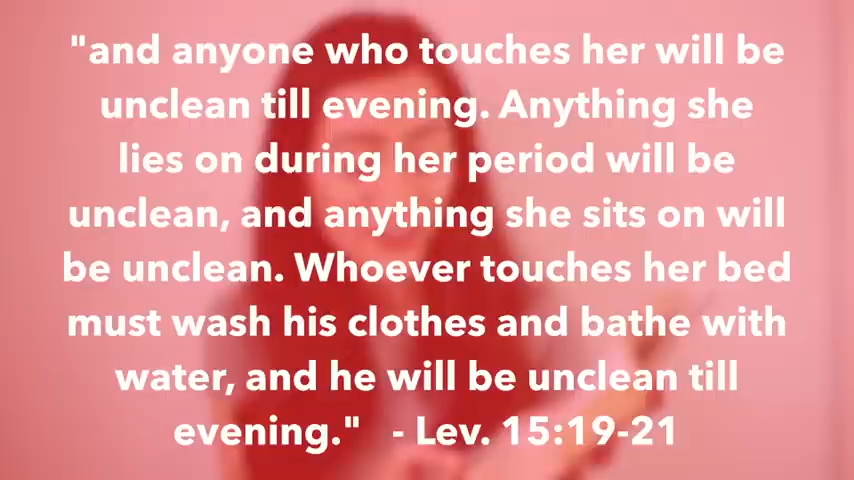 "and anyone who touches her will be
unclean till evening. Anything she
lies on during her period will be
unclean, and anything she sits on will
be unclean. Whoever touches her bed
must wash his clothes and bathe with
water, and he will be unclean till
evening."   - Lev. 15:19-21